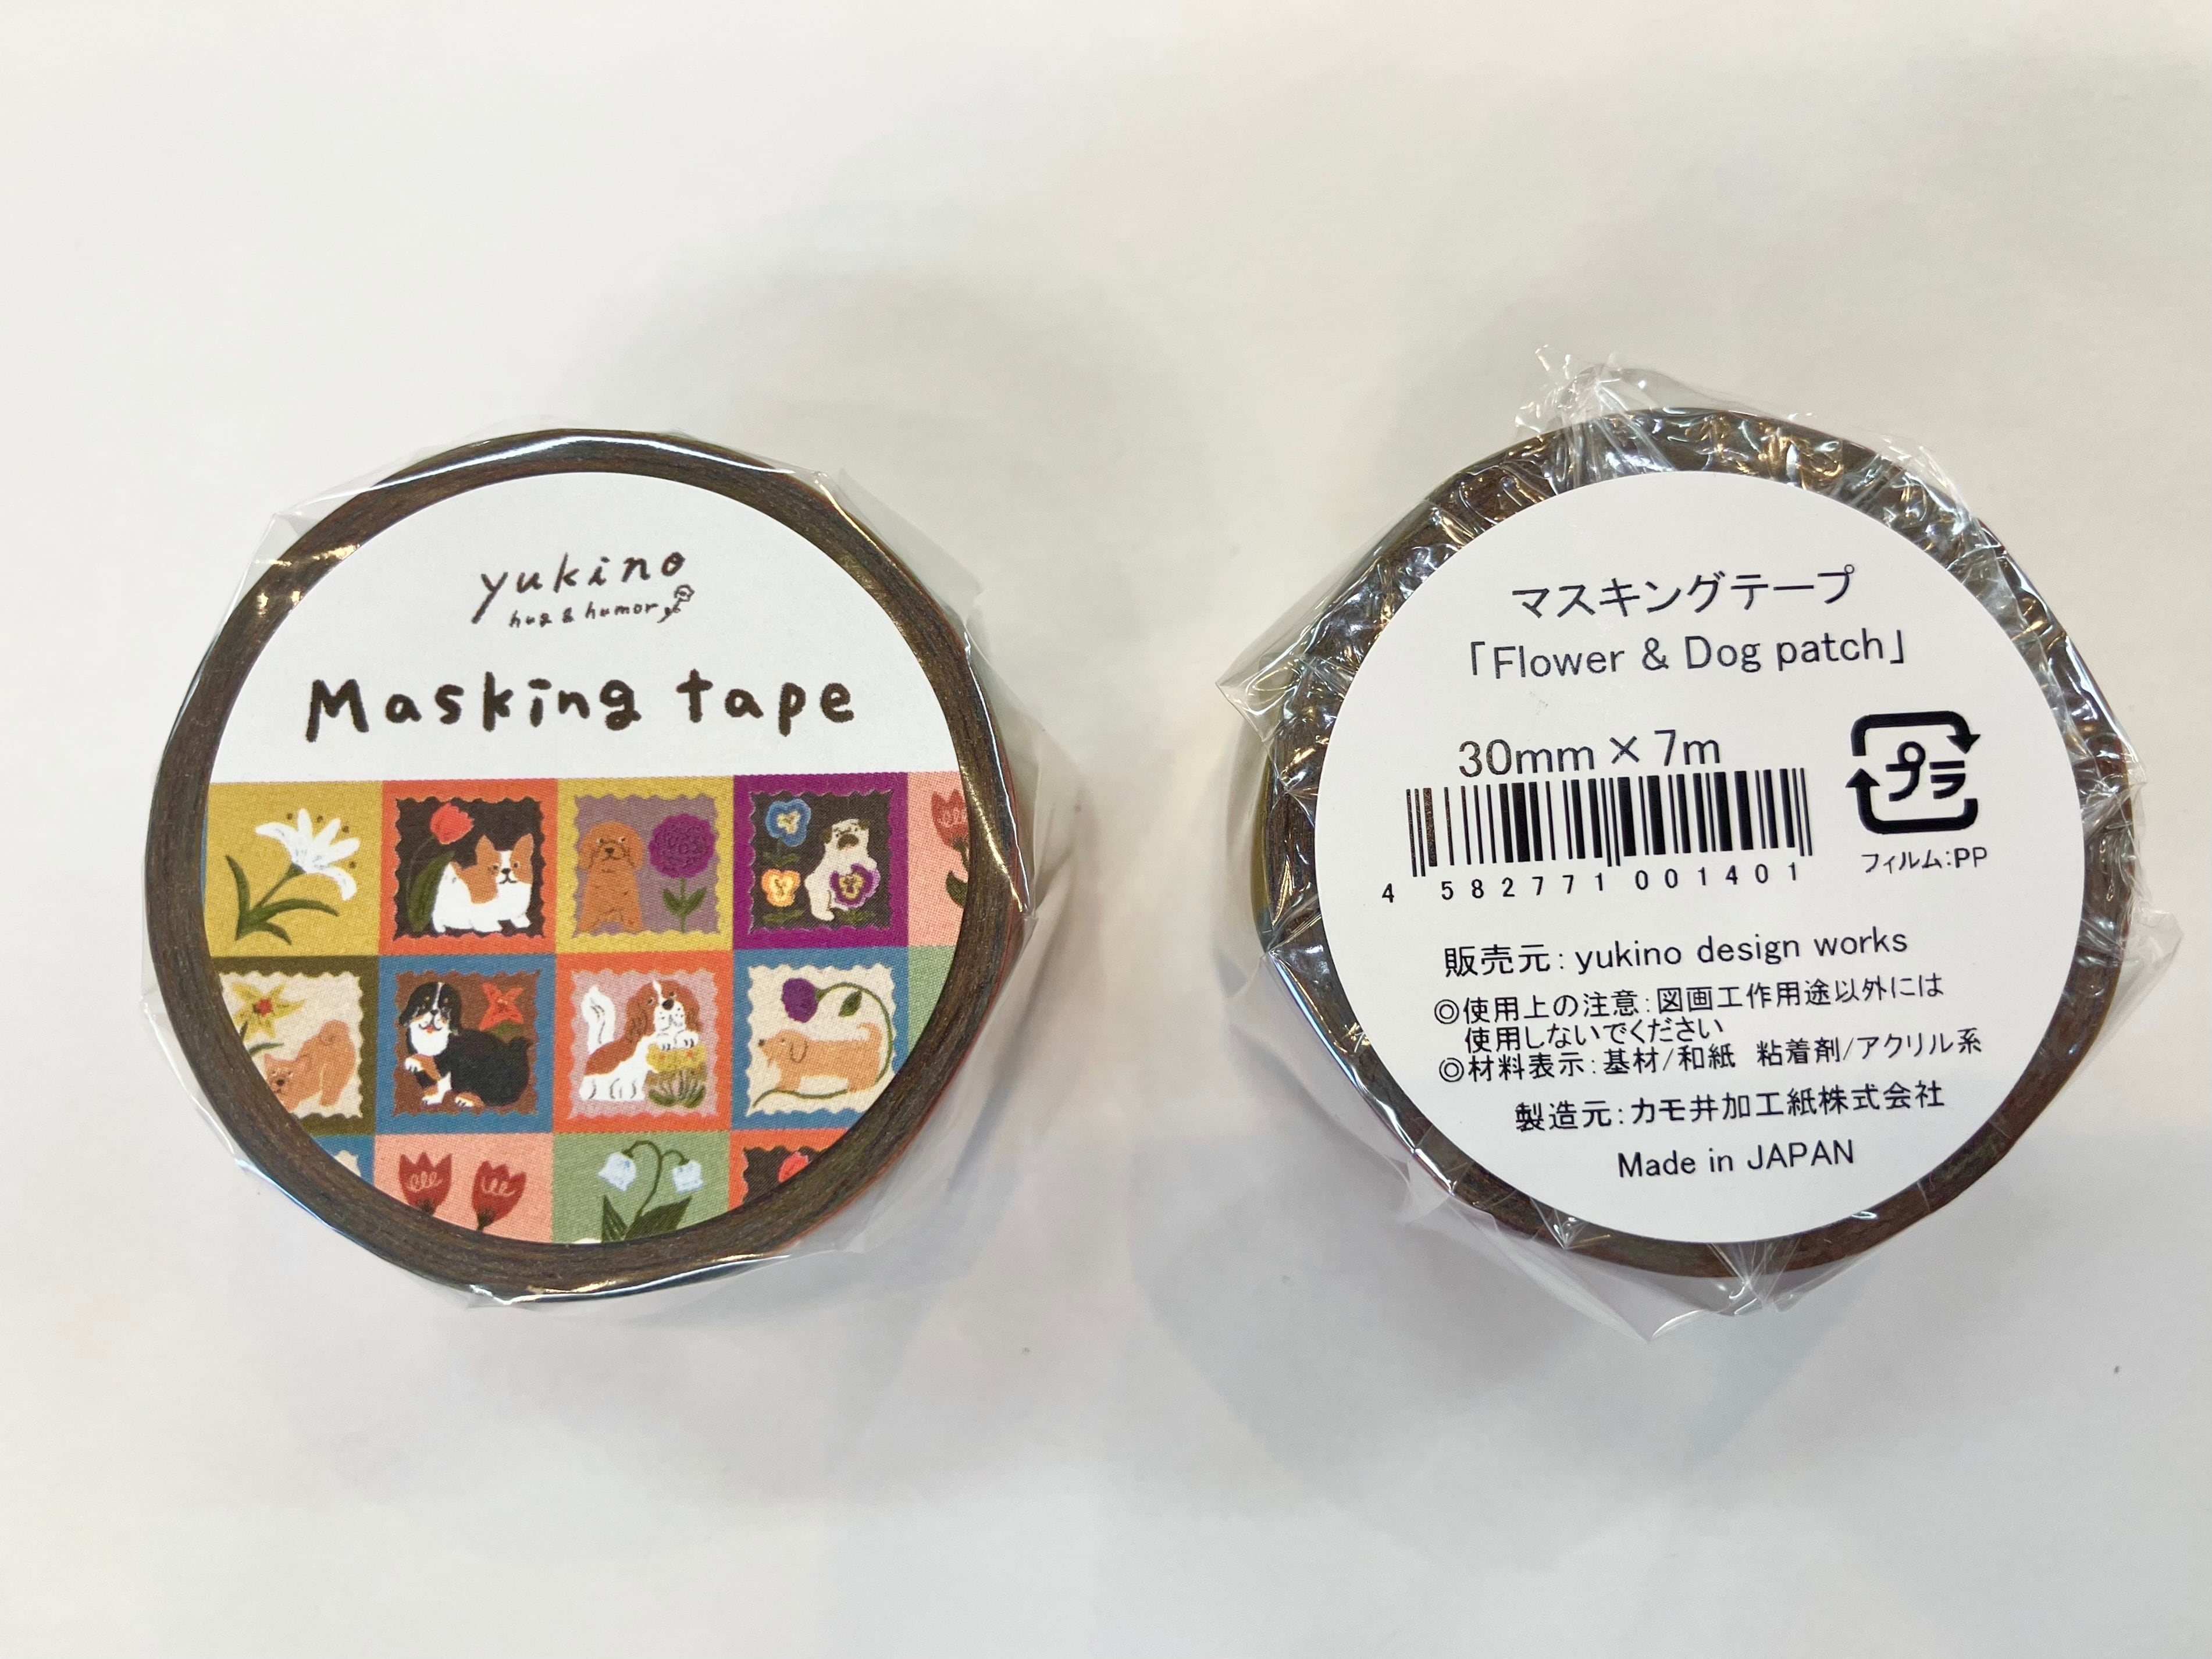 yukino
hug & humor
Masking tape
マスキングテープ
「Flower & Dog patch」
30mm × 7m
プラ
フィルム:PP
4 582771 001401
販売元: yukino design works
◎使用上の注意:図画工作用途以外には
使用しないでください
◎材料表示:基材/和紙 粘着剤/アクリル系
製造元:カモ井加工紙株式会社
Made in JAPAN